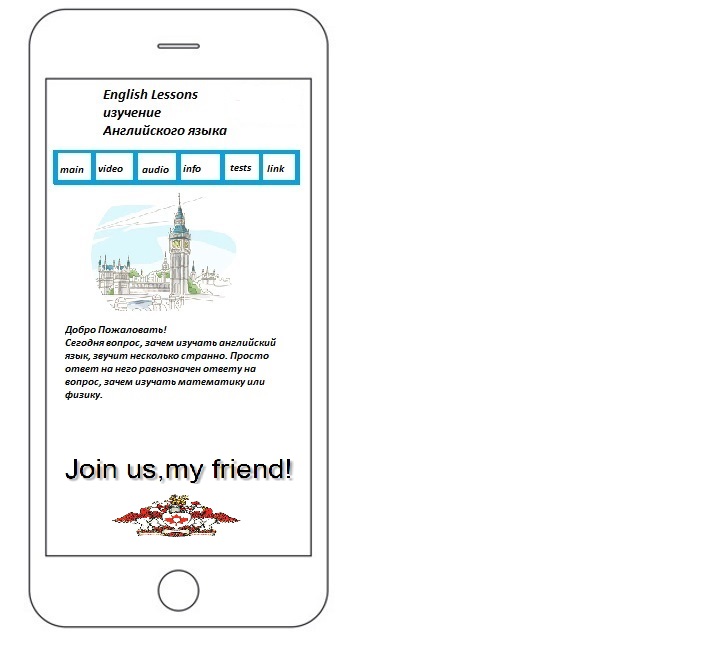 English Lessons
изучение
Английского языка
main video audio info tests link
Добро Пожаловать!
Сегодня вопрос, зачем изучать английский
язык, звучит несколько странно. Просто
ответ на него равнозначен ответу на
вопрос, зачем изучать математику или
физику.
Join us,my friend!